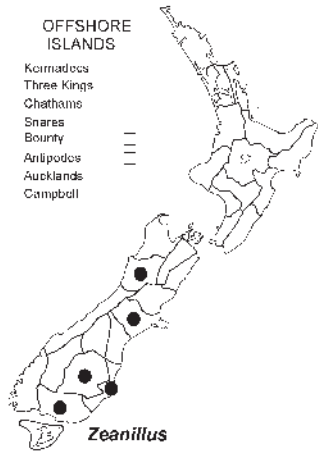 OFFSHORE
ISLANDS
Kermadecs
Three Kings
Chathams
Snares
Bounty
Antipodes
Aucklands
Campbell
Zeanillus